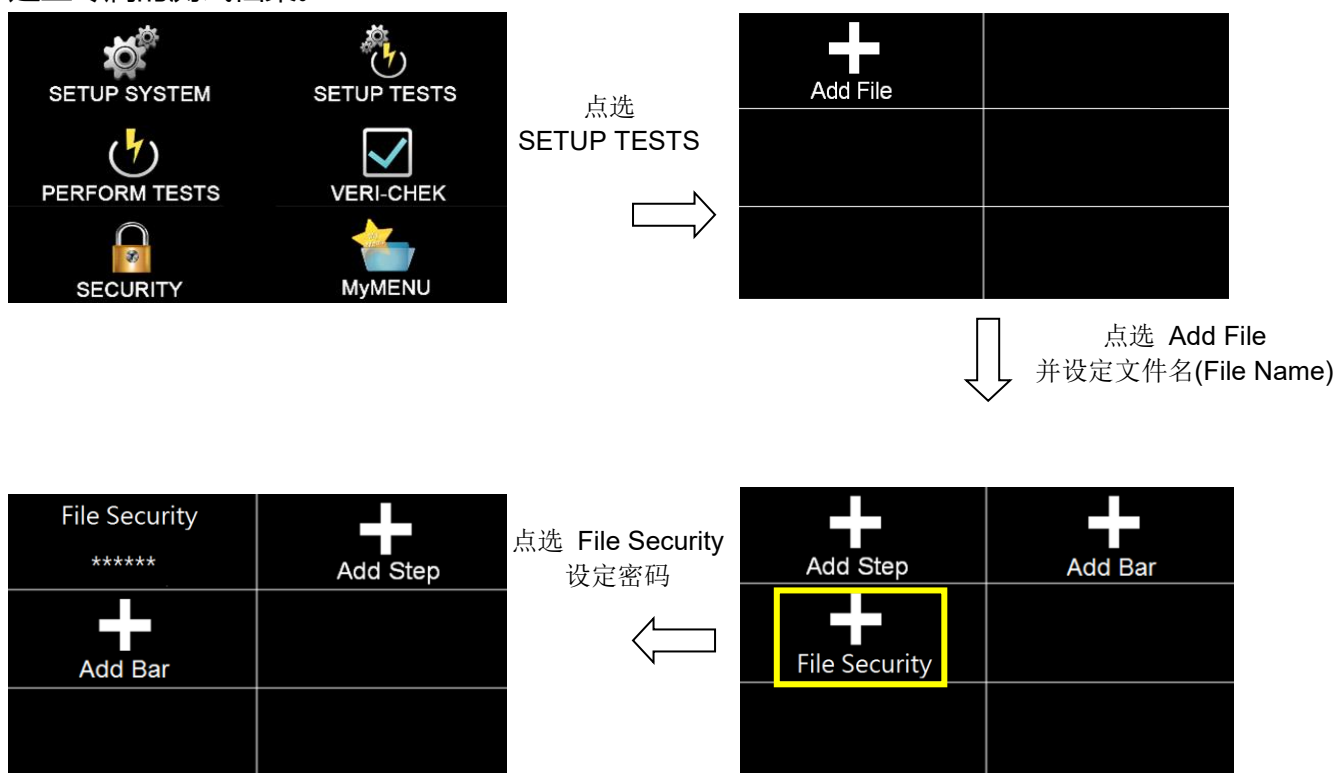 SETUP SYSTEM
SETUP TESTS
PERFORM TESTS
VERI-CHEK
SECURITY
MyMENU
点选
SETUP TESTS
Add File
点选 Add File
并设定文件名(File Name)
Add Step
Add Bar
File Security
点选 File Security
设定密码
File Security
******
Add Step
Add Bar